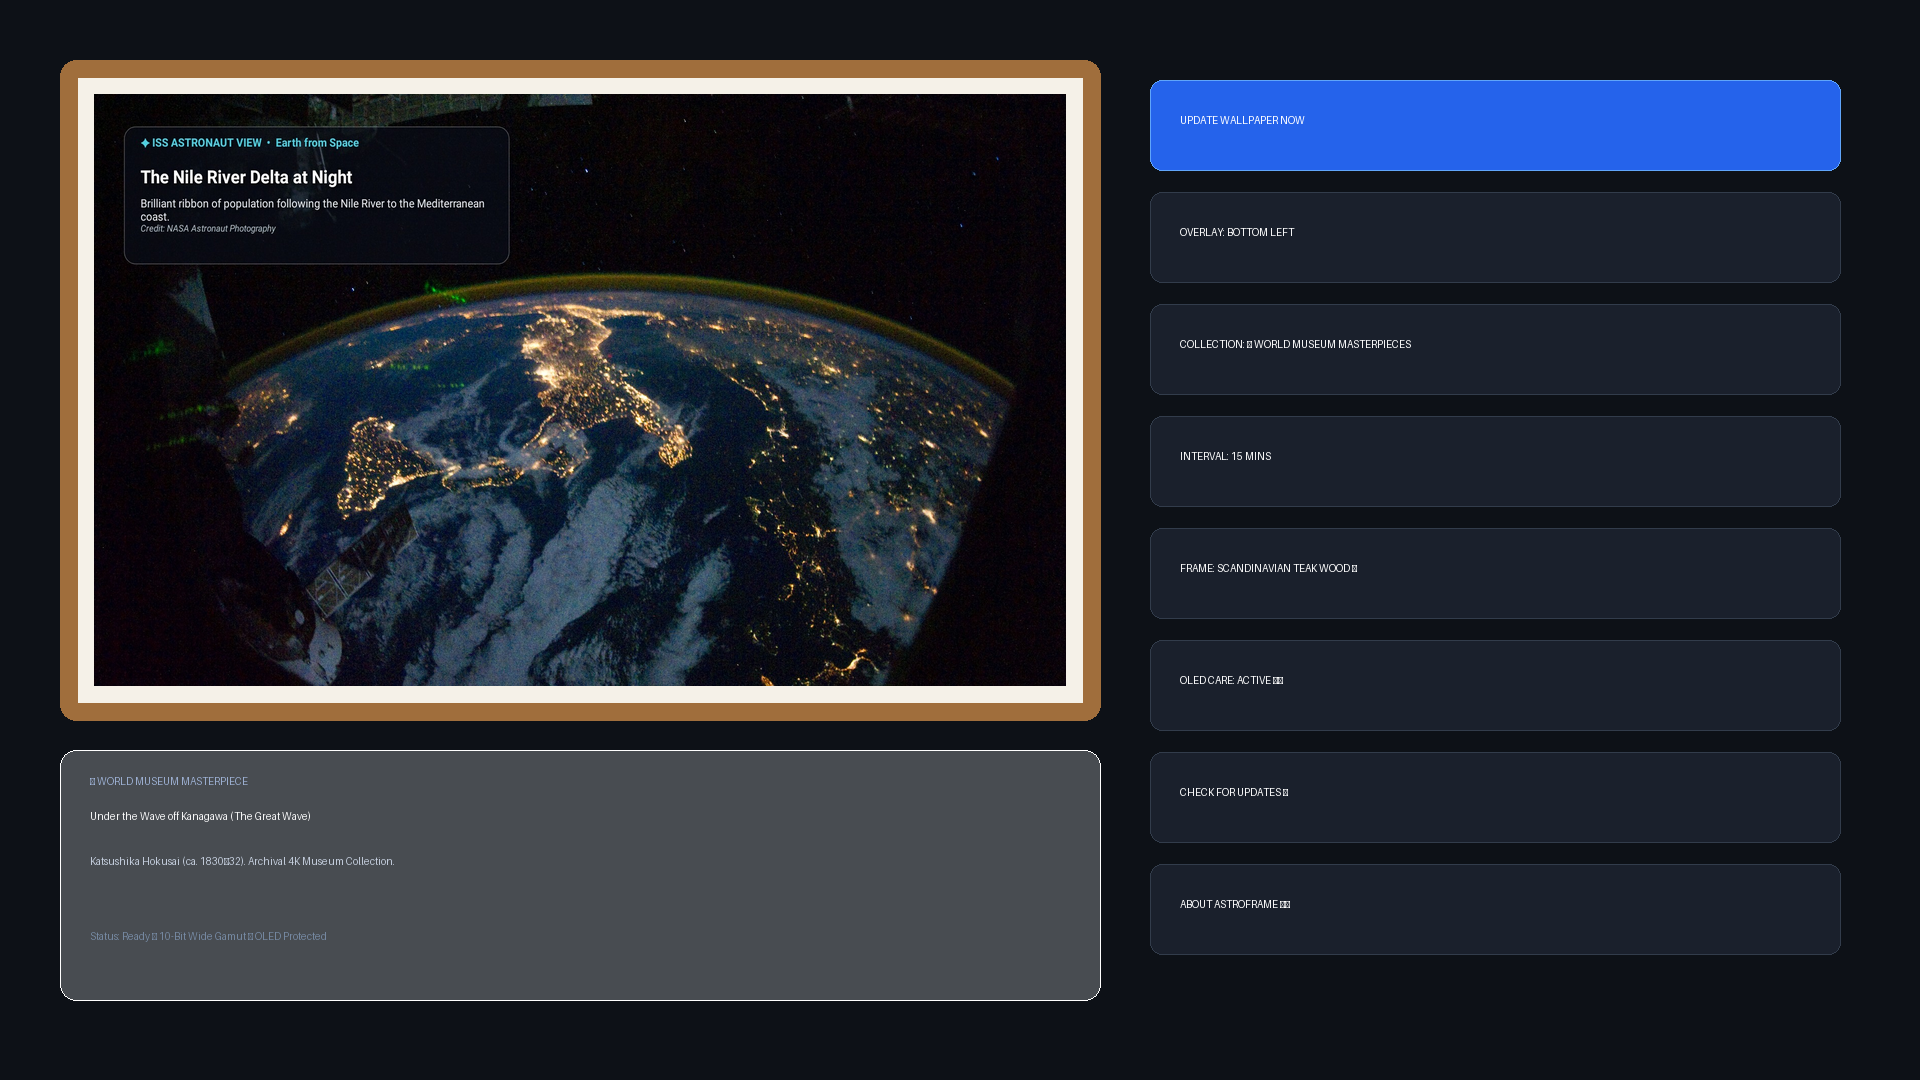 ✦ ISS ASTRONAUT VIEW • Earth from Space
The Nile River Delta at Night
Brilliant ribbon of population following the Nile River to the Mediterranean
coast.
Credit: NASA Astronaut Photography
WORLD MUSEUM MASTERPIECE
Under the Wave off Kanagawa (The Great Wave)
Katsushika Hokusai (ca. 1830▯32). Archival 4K Museum Collection.
Status: Ready ▯ 10-Bit Wide Gamut ▯ OLED Protected
UPDATE WALLPAPER NOW
OVERLAY: BOTTOM LEFT
COLLECTION: ▯ WORLD MUSEUM MASTERPIECES
INTERVAL: 15 MINS
FRAME: SCANDINAVIAN TEAK WOOD ▯
OLED CARE: ACTIVE ▯▯
CHECK FOR UPDATES ▯
ABOUT ASTROFRAME ▯▯